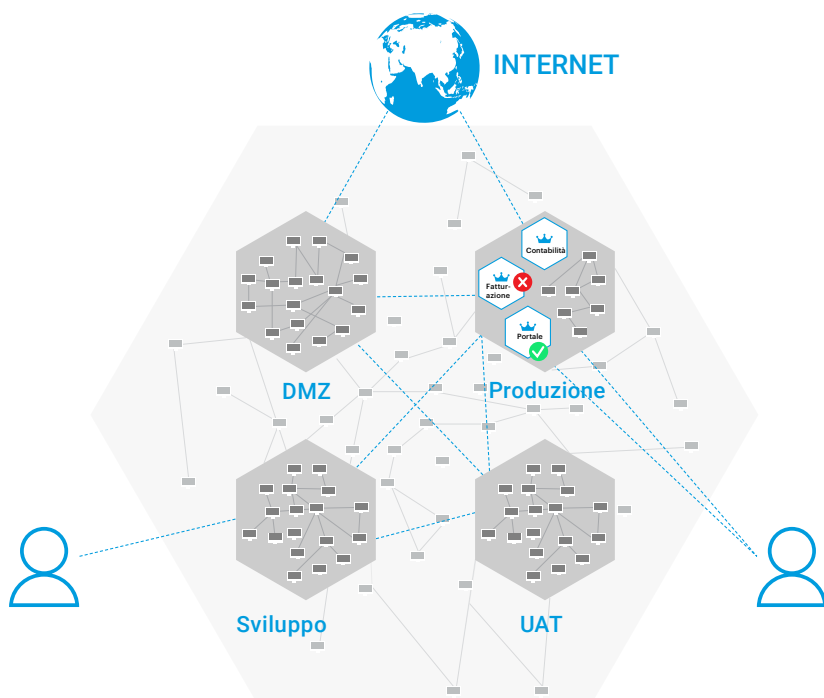 INTERNET
Contabilità
Fattur-
azione
Portale
DMZ
Produzione
Sviluppo
UAT